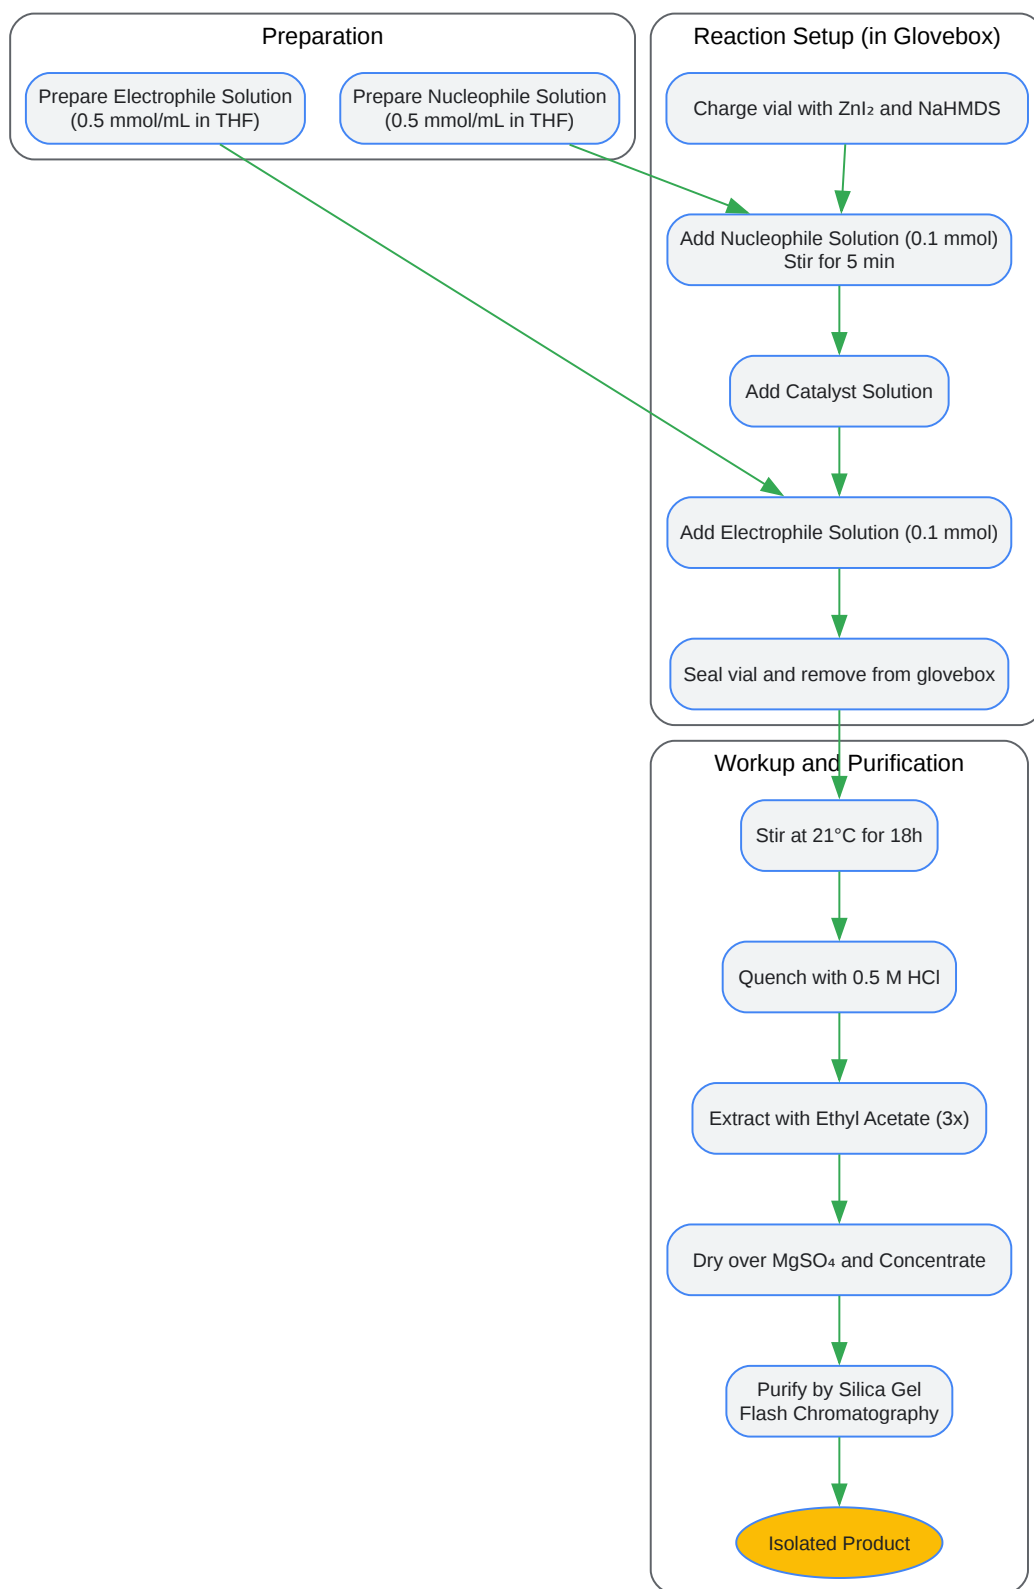 Preparation
Prepare Electrophile Solution
(0.5 mmol/mL in THF)
Prepare Nucleophile Solution
(0.5 mmol/mL in THF)
Reaction Setup (in Glovebox)
Charge vial with ZnI₂ and NaHMDS
Add Nucleophile Solution (0.1 mmol)
Stir for 5 min
Add Catalyst Solution
Add Electrophile Solution (0.1 mmol)
Seal vial and remove from glovebox
Workup and Purification
Stir at 21°C for 18h
Quench with 0.5 M HCl
Extract with Ethyl Acetate (3x)
Dry over MgSO₄ and Concentrate
Purify by Silica Gel
Flash Chromatography
Isolated Product